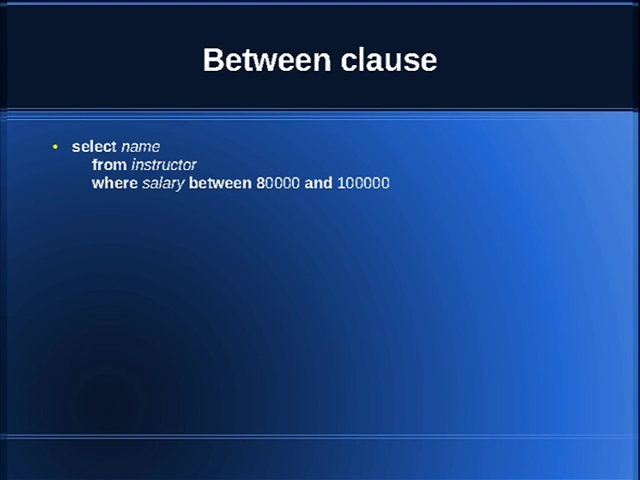 Between clause
• select name
from instructor
where salary between 80000 and 100000